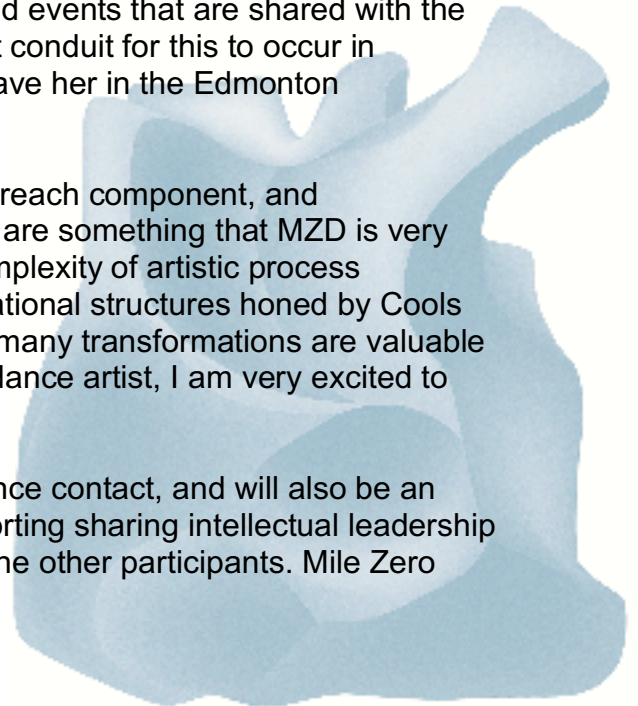 d events that are shared with the
conduit for this to occur in
ave her in the Edmonton
reach component, and
are something that MZD is very
mplexity of artistic process
ational structures honed by Cools
many transformations are valuable
dance artist, I am very excited to
nce contact, and will also be an
orting sharing intellectual leadership
he other participants. Mile Zero